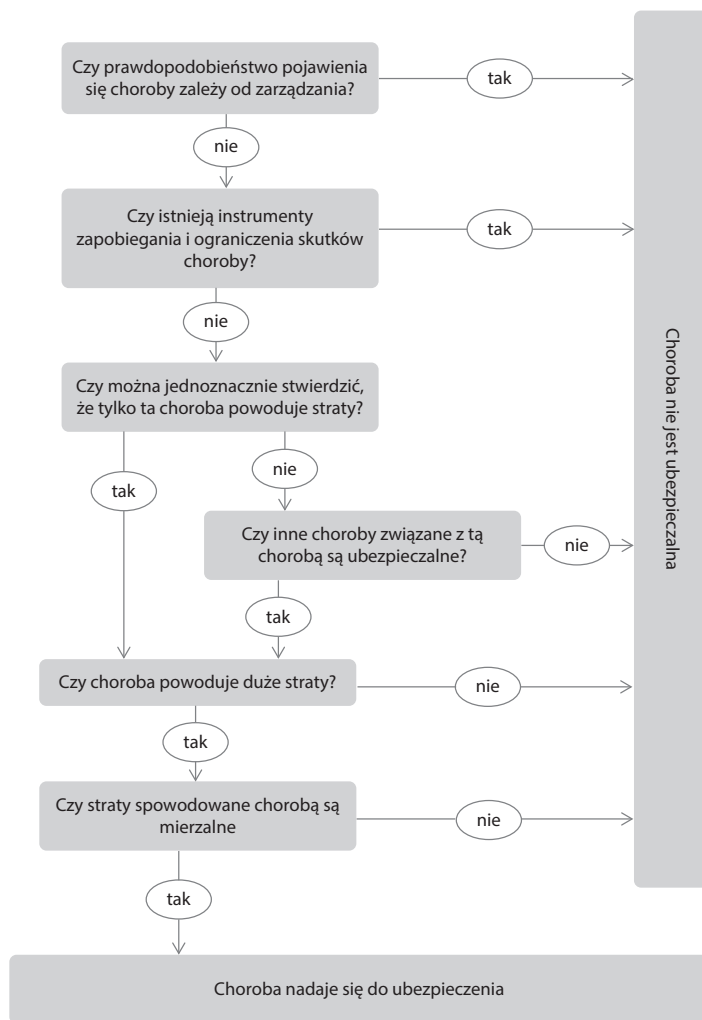 Czy prawdopodobieństwo pojawienia
się choroby zależy od zarządzania?
tak
nie
Czy istnieją instrumenty
zapobiegania i ograniczenia skutków
choroby?
tak
nie
Czy można jednoznacznie stwierdzić,
że tylko ta choroba powoduje straty?
nie
tak
Czy inne choroby związane z tą
chorobą są ubezpieczalne?
nie
tak
Czy choroba powoduje duże straty?
nie
tak
Czy straty spowodowane chorobą są
mierzalne
nie
tak
Choroba nie jest ubezpieczalna
Choroba nadaje się do ubezpieczenia